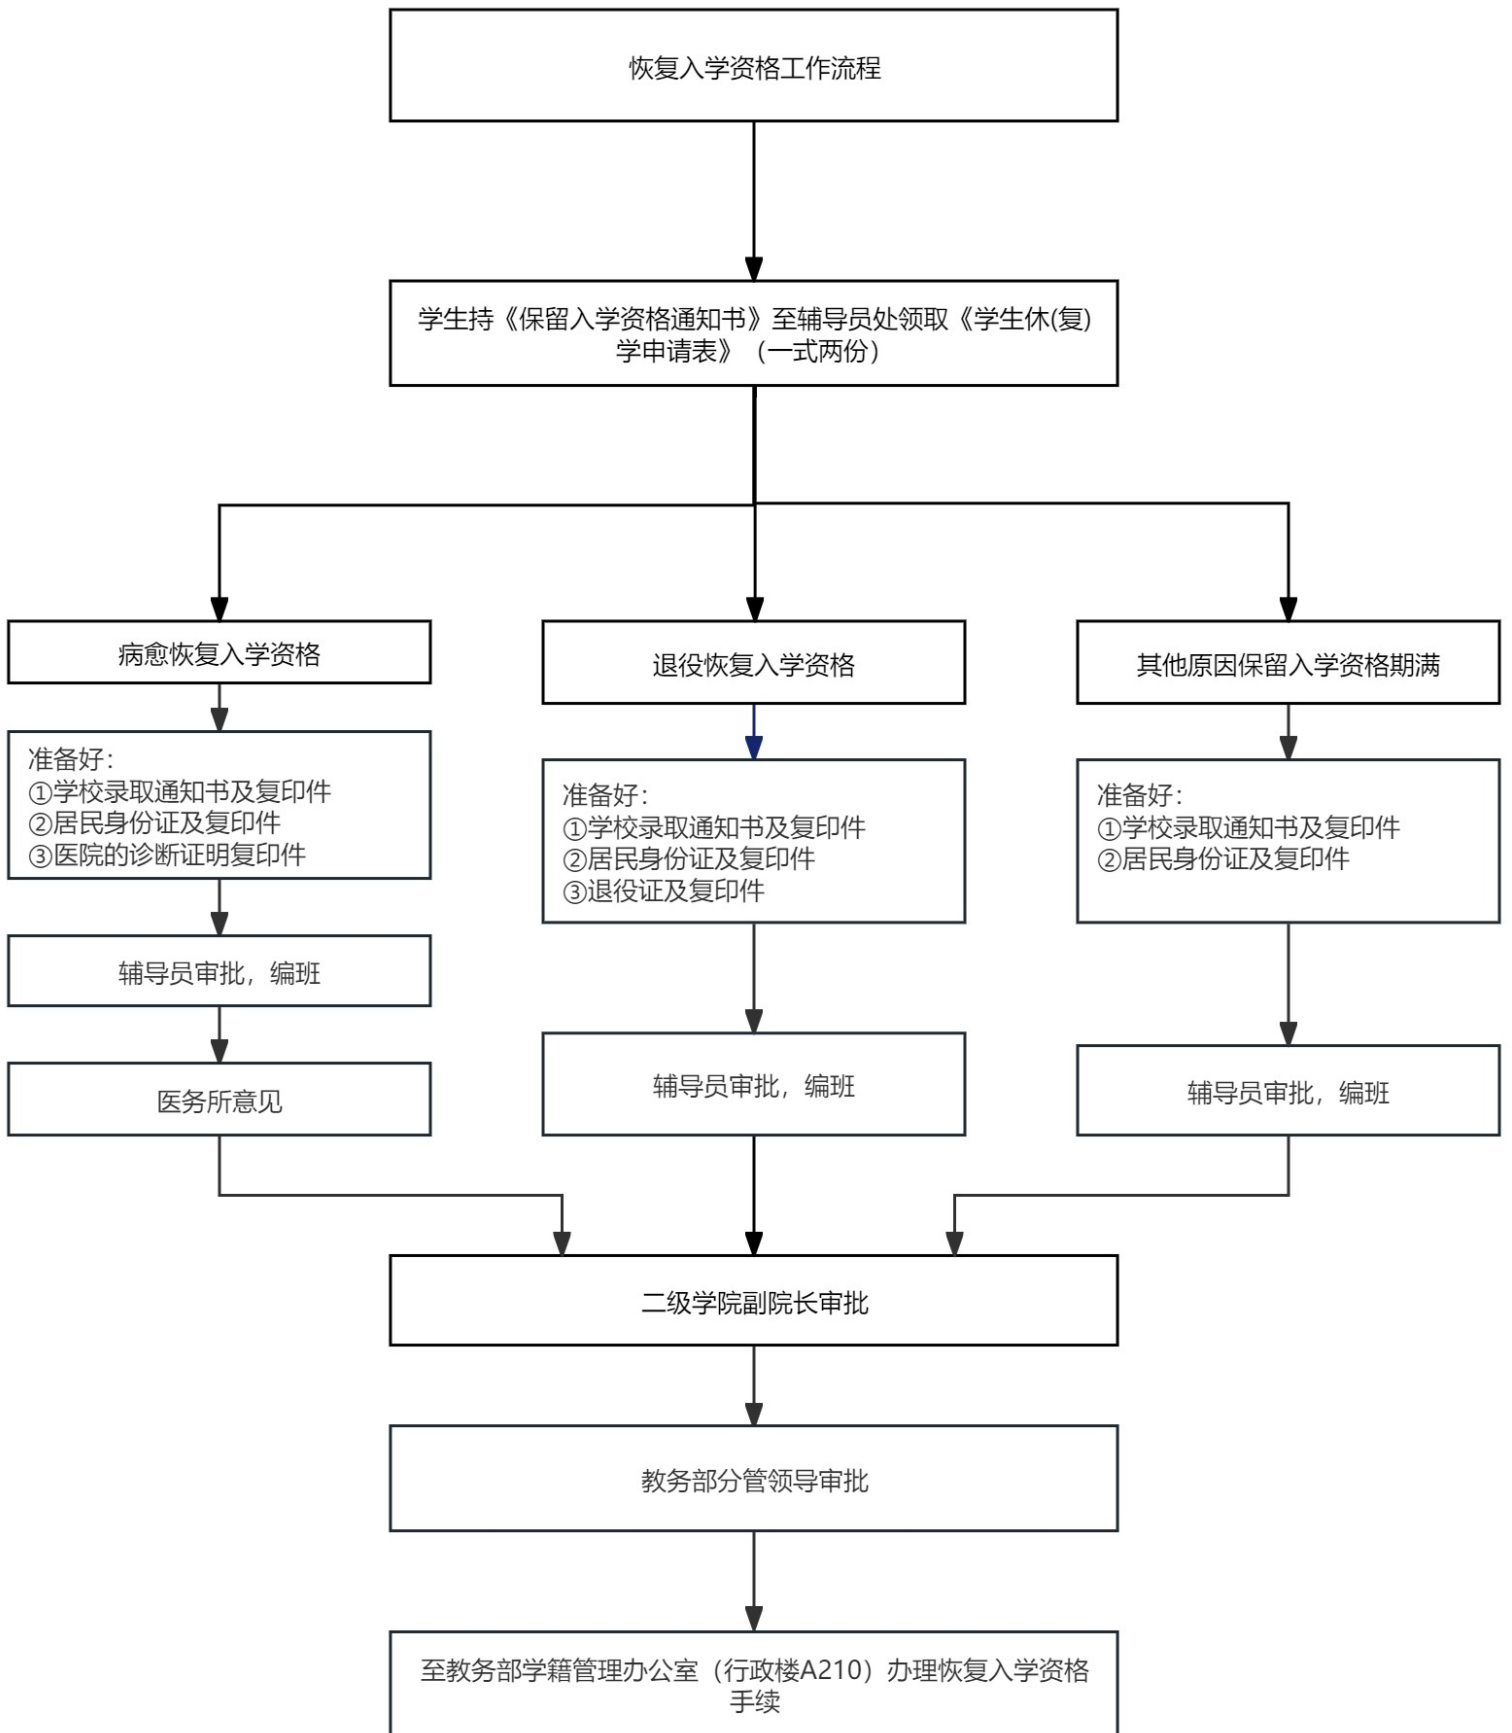 恢复入学资格工作流程
学生持《保留入学资格通知书》至辅导员处领取《学生休(复)
学申请表》（一式两份）
病愈恢复入学资格
准备好：
①学校录取通知书及复印件
②居民身份证及复印件
③医院的诊断证明复印件
辅导员审批，编班
医务所意见
退役恢复入学资格
准备好：
①学校录取通知书及复印件
②居民身份证及复印件
③退役证及复印件
辅导员审批，编班
其他原因保留入学资格期满
准备好：
①学校录取通知书及复印件
②居民身份证及复印件
辅导员审批，编班
二级学院副院长审批
教务部分管领导审批
至教务部学籍管理办公室（行政楼A210）办理恢复入学资格
手续